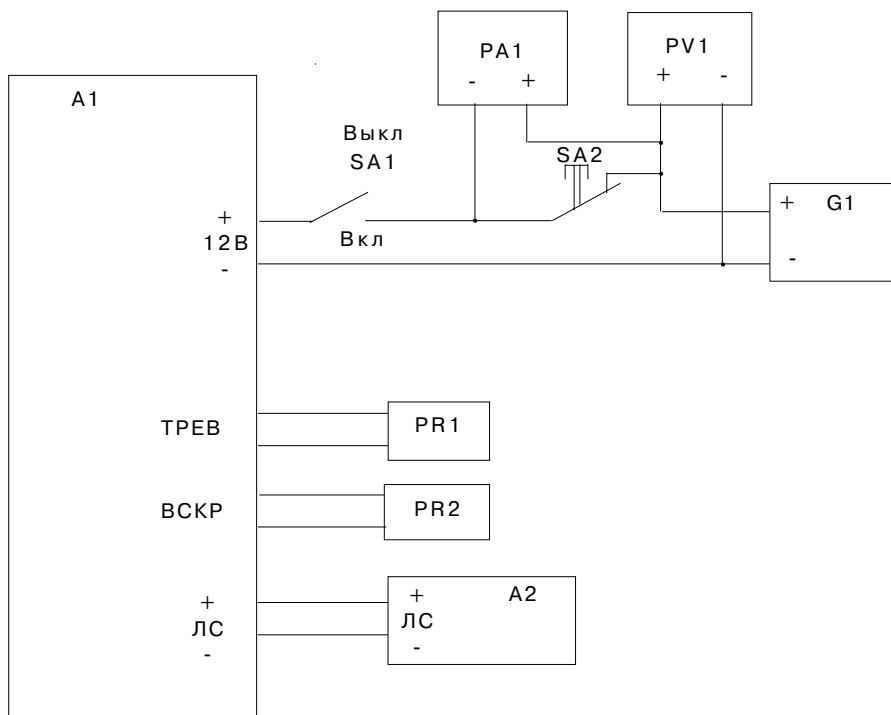 PA1
- +
PV1
+ -
A1
Выкл
SA1
SA2
+
12В
-
Вкл
+ G1
-
ТРЕВ
PR1
ВСКР
PR2
+
ЛС
-
+ A2
ЛС
-